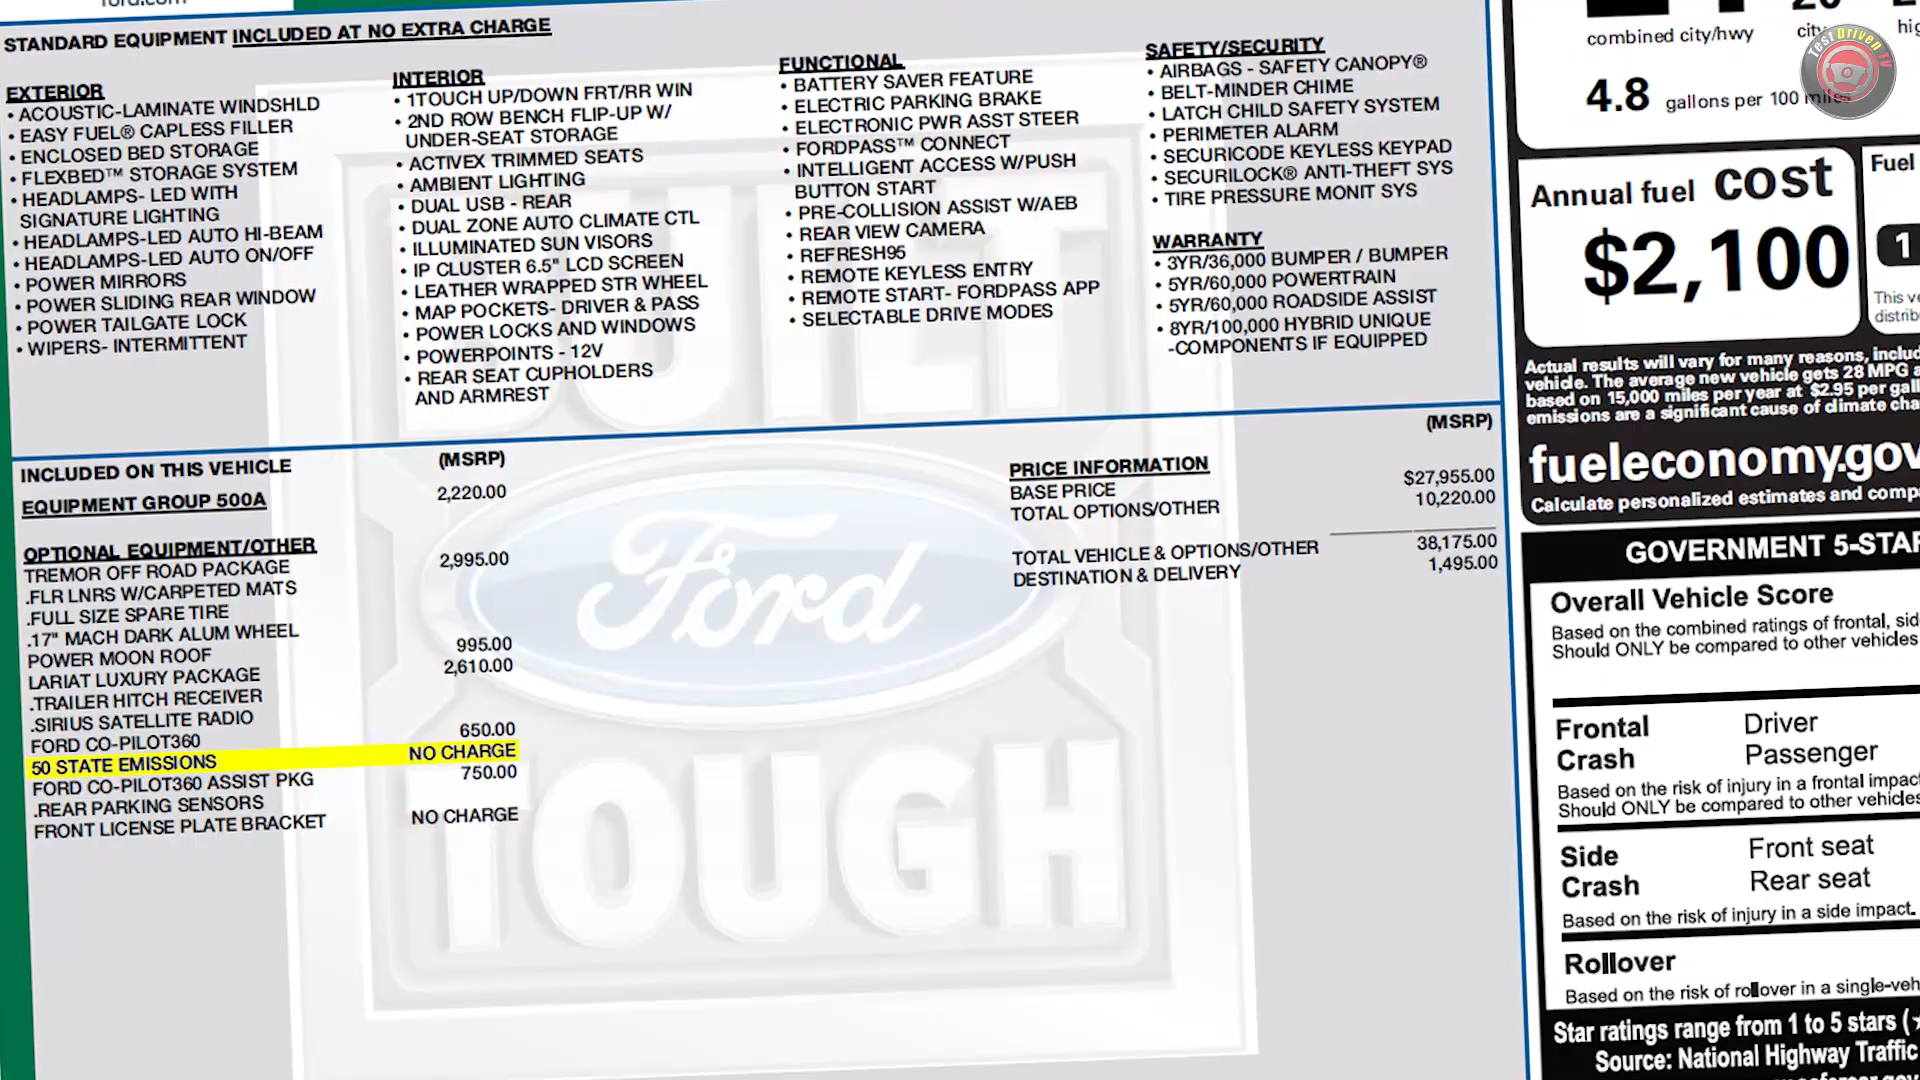 ford.com
STANDARD EQUIPMENT INCLUDED AT NO EXTRA CHARGE
EXTERIOR
• ACOUSTIC-LAMINATE WINDSHLD
• EASY FUEL® CAPLESS FILLER
• ENCLOSED BED STORAGE
• FLEXBED™ STORAGE SYSTEM
• HEADLAMPS- LED WITH
SIGNATURE LIGHTING
• HEADLAMPS-LED AUTO HI-BEAM
• HEADLAMPS-LED AUTO ON/OFF
• POWER MIRRORS
• POWER SLIDING REAR WINDOW
• POWER TAILGATE LOCK
• WIPERS- INTERMITTENT
INTERIOR
• 1TOUCH UP/DOWN FRT/RR WIN
• 2ND ROW BENCH FLIP-UP W/
UNDER-SEAT STORAGE
• ACTIVEX TRIMMED SEATS
• AMBIENT LIGHTING
• DUAL USB - REAR
• DUAL ZONE AUTO CLIMATE CTL
• ILLUMINATED SUN VISORS
• IP CLUSTER 6.5" LCD SCREEN
• LEATHER WRAPPED STR WHEEL
• MAP POCKETS- DRIVER & PASS
• POWER LOCKS AND WINDOWS
• POWERPOINTS - 12V
• REAR SEAT CUPHOLDERS
AND ARMREST
FUNCTIONAL
• BATTERY SAVER FEATURE
• ELECTRIC PARKING BRAKE
• ELECTRONIC PWR ASST STEER
• FORDPASS™ CONNECT
• INTELLIGENT ACCESS W/PUSH
BUTTON START
• PRE-COLLISION ASSIST W/AEB
• REAR VIEW CAMERA
• REFRESH95
• REMOTE KEYLESS ENTRY
• REMOTE START- FORDPASS APP
• SELECTABLE DRIVE MODES
SAFETY/SECURITY
• AIRBAGS - SAFETY CANOPY®
• BELT-MINDER CHIME
• LATCH CHILD SAFETY SYSTEM
• PERIMETER ALARM
• SECURICODE KEYLESS KEYPAD
• SECURILOCK® ANTI-THEFT SYS
• TIRE PRESSURE MONIT SYS
WARRANTY
• 3YR/36,000 BUMPER / BUMPER
• 5YR/60,000 POWERTRAIN
• 5YR/60,000 ROADSIDE ASSIST
• 8YR/100,000 HYBRID UNIQUE
-COMPONENTS IF EQUIPPED
INCLUDED ON THIS VEHICLE (MSRP)
EQUIPMENT GROUP 500A 2,220.00
OPTIONAL EQUIPMENT/OTHER
TREMOR OFF ROAD PACKAGE 2,995.00
.FLR LNRS W/CARPETED MATS
.FULL SIZE SPARE TIRE
.17" MACH DARK ALUM WHEEL
POWER MOON ROOF 995.00
LARIAT LUXURY PACKAGE 2,610.00
.TRAILER HITCH RECEIVER
.SIRIUS SATELLITE RADIO
FORD CO-PILOT360 650.00
50 STATE EMISSIONS NO CHARGE
FORD CO-PILOT360 ASSIST PKG 750.00
.REAR PARKING SENSORS
FRONT LICENSE PLATE BRACKET NO CHARGE
(MSRP)
PRICE INFORMATION
BASE PRICE $27,955.00
TOTAL OPTIONS/OTHER 10,220.00
TOTAL VEHICLE & OPTIONS/OTHER 38,175.00
DESTINATION & DELIVERY 1,495.00
BUILT
Ford
TOUGH
combined city/hwy city
4.8 gallons per 100 miles
Test Driven TV
Annual fuel cost
$2,100
Fuel
1
This
distrib
Actual results will vary for many reasons, includ
vehicle. The average new vehicle gets 28 MPG
based on 15,000 miles per year at $2.95 per gall
emissions are a significant cause of climate cha
fueleconomy.gov
Calculate personalized estimates and comp
GOVERNMENT 5-STAR
Overall Vehicle Score
Based on the combined ratings of frontal, side
Should ONLY be compared to other vehicles
Frontal Driver
Crash Passenger
Based on the risk of injury in a frontal impact
Should ONLY be compared to other vehicles
Side Front seat
Crash Rear seat
Based on the risk of injury in a side impact.
Rollover
Based on the risk of rollover in a single-veh
Star ratings range from 1 to 5 stars (
Source: National Highway Traffic